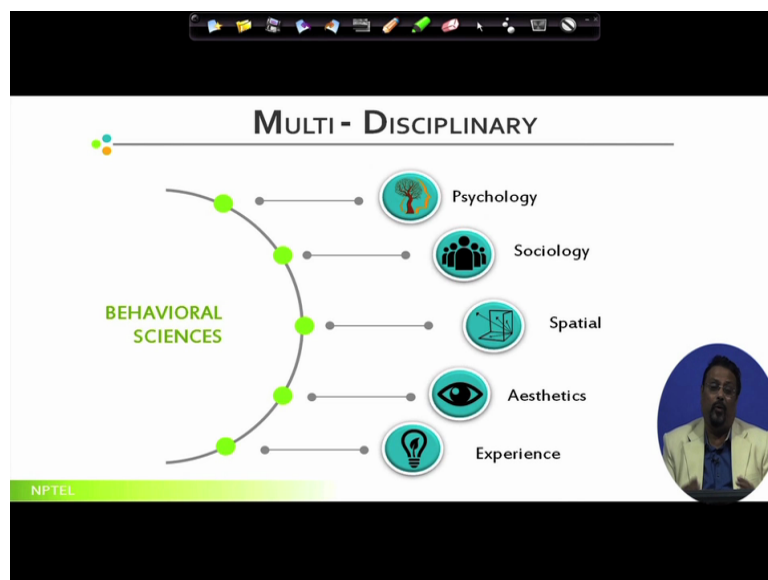 MULTI - DISCIPLINARY
Psychology
Sociology
BEHAVIORAL
SCIENCES
Spatial
Aesthetics
Experience
NPTEL